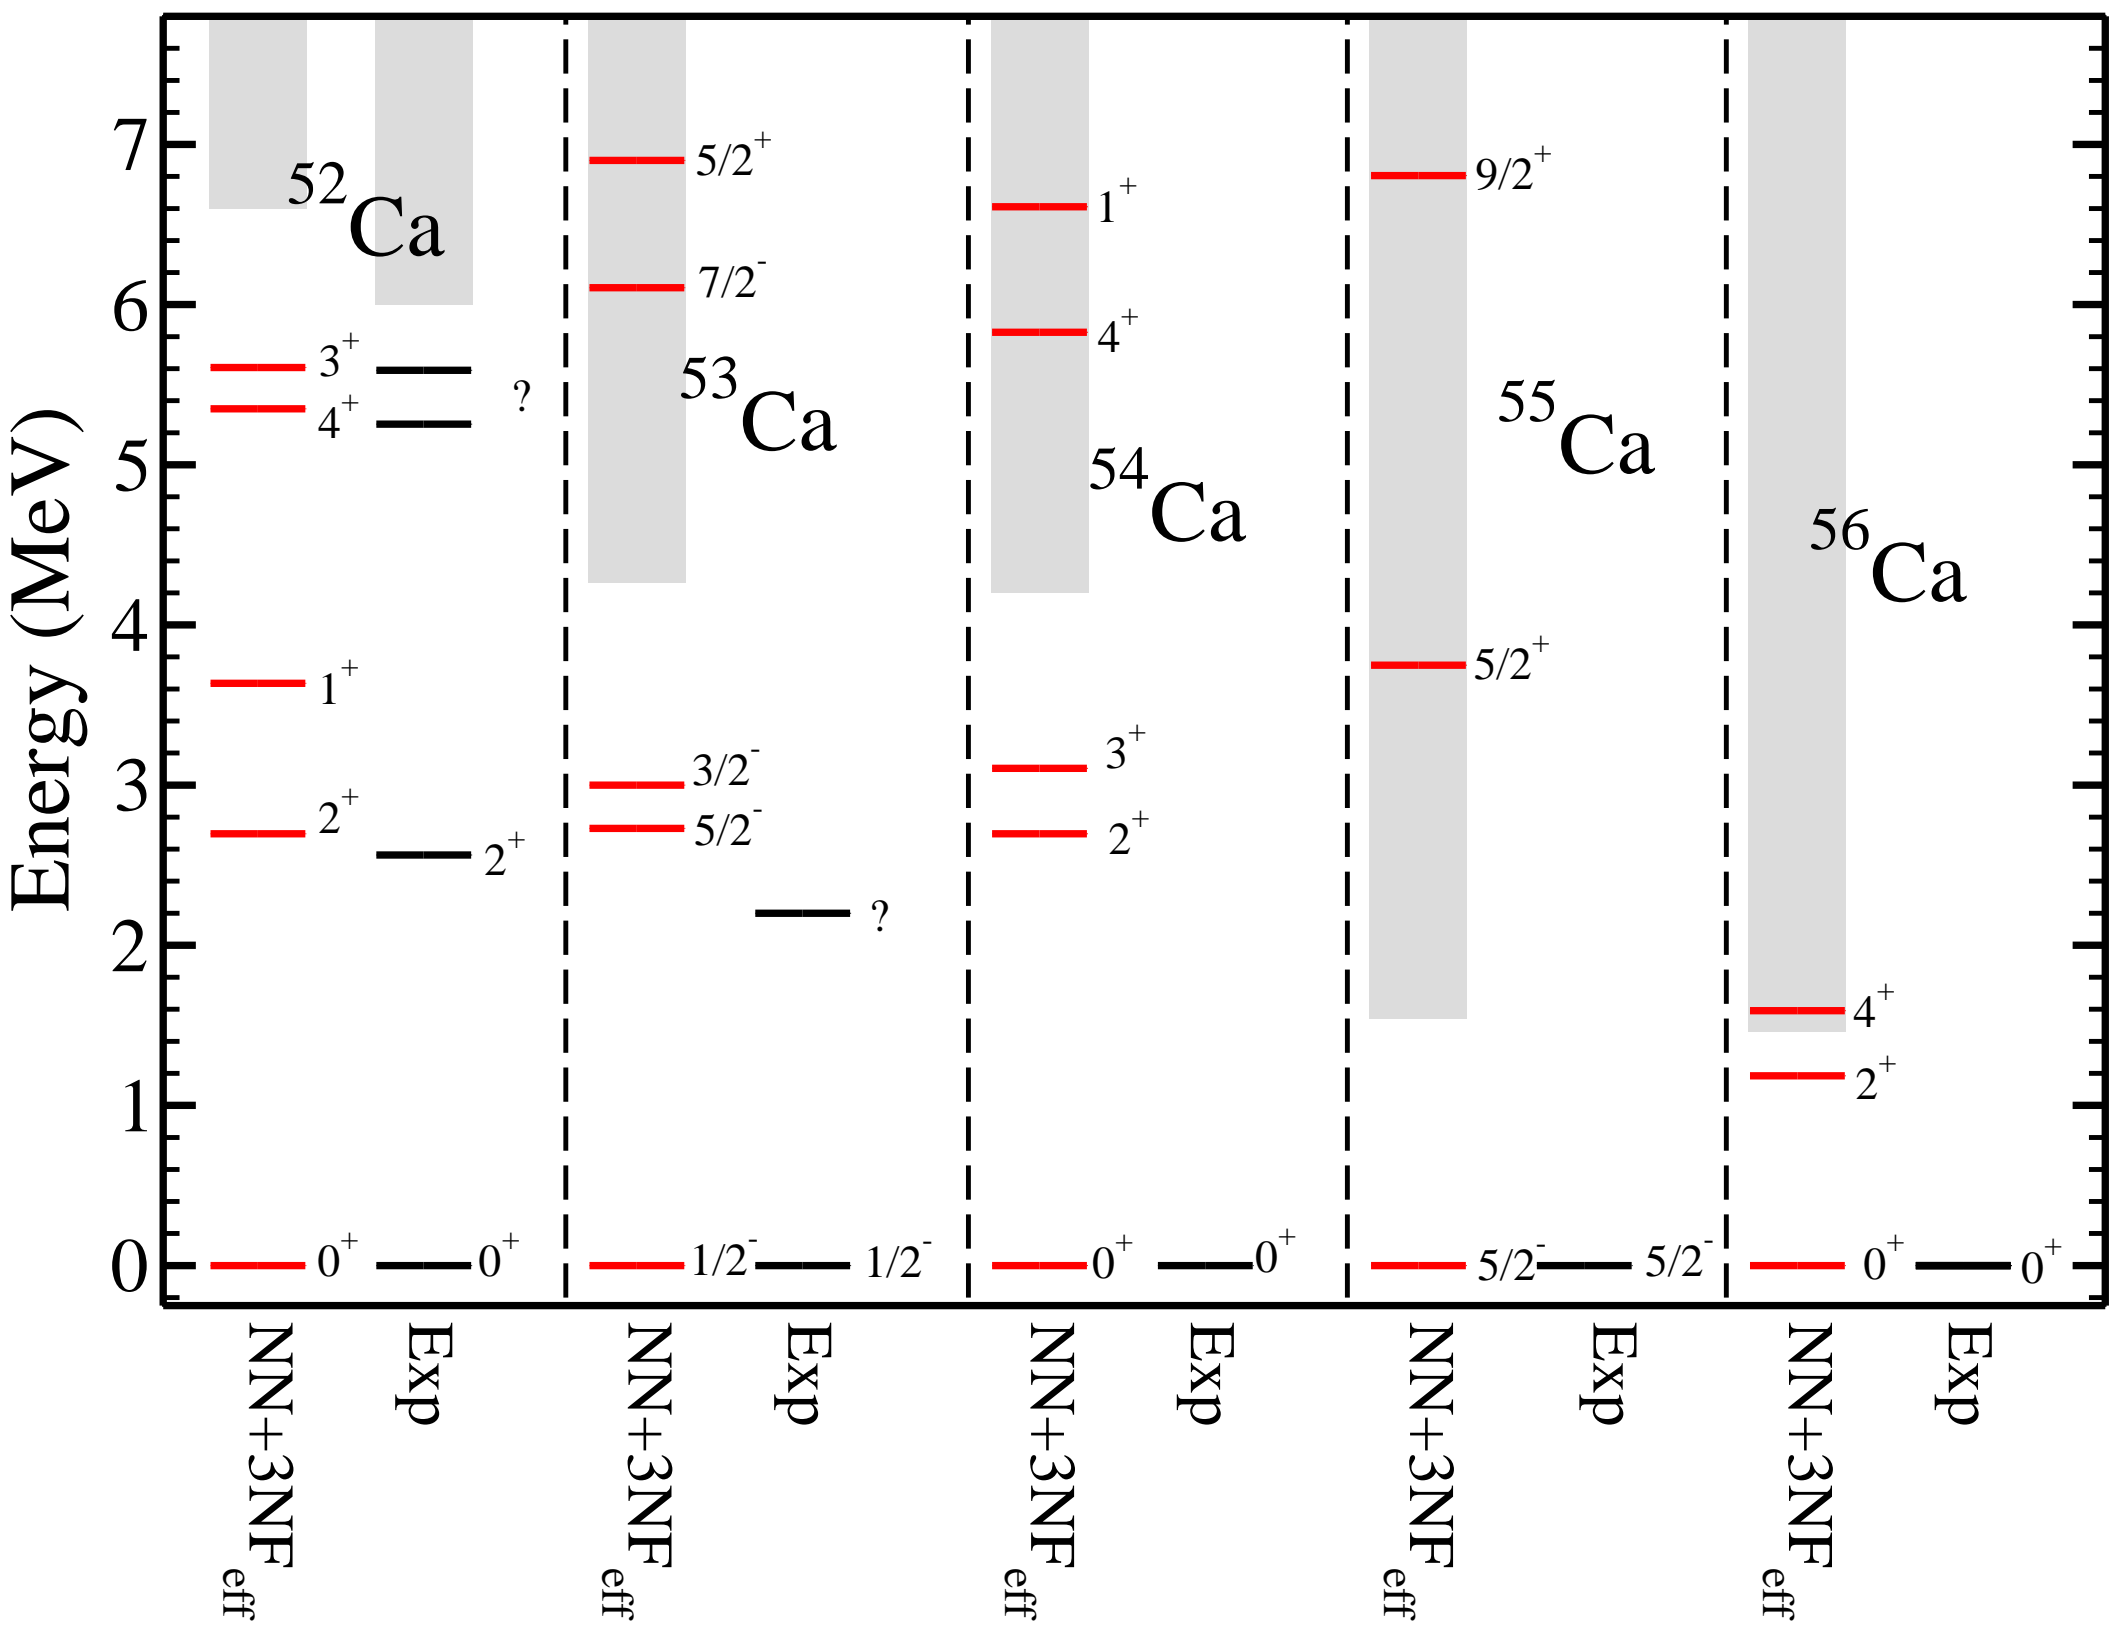 Energy (MeV)
7
6
5
4
3
2
1
0
⁵²Ca
3⁺
4⁺
?
1⁺
2⁺
2⁺
0⁺
0⁺
5/2⁺
7/2⁻
⁵³Ca
3/2⁻
5/2⁻
?
1/2⁻
1/2⁻
1⁺
4⁺
⁵⁴Ca
3⁺
2⁺
0⁺
0⁺
9/2⁺
⁵⁵Ca
5/2⁺
5/2⁻
5/2⁻
⁵⁶Ca
4⁺
2⁺
0⁺
0⁺
NN+3NFeff
Exp
NN+3NFeff
Exp
NN+3NFeff
Exp
NN+3NFeff
Exp
NN+3NFeff
Exp